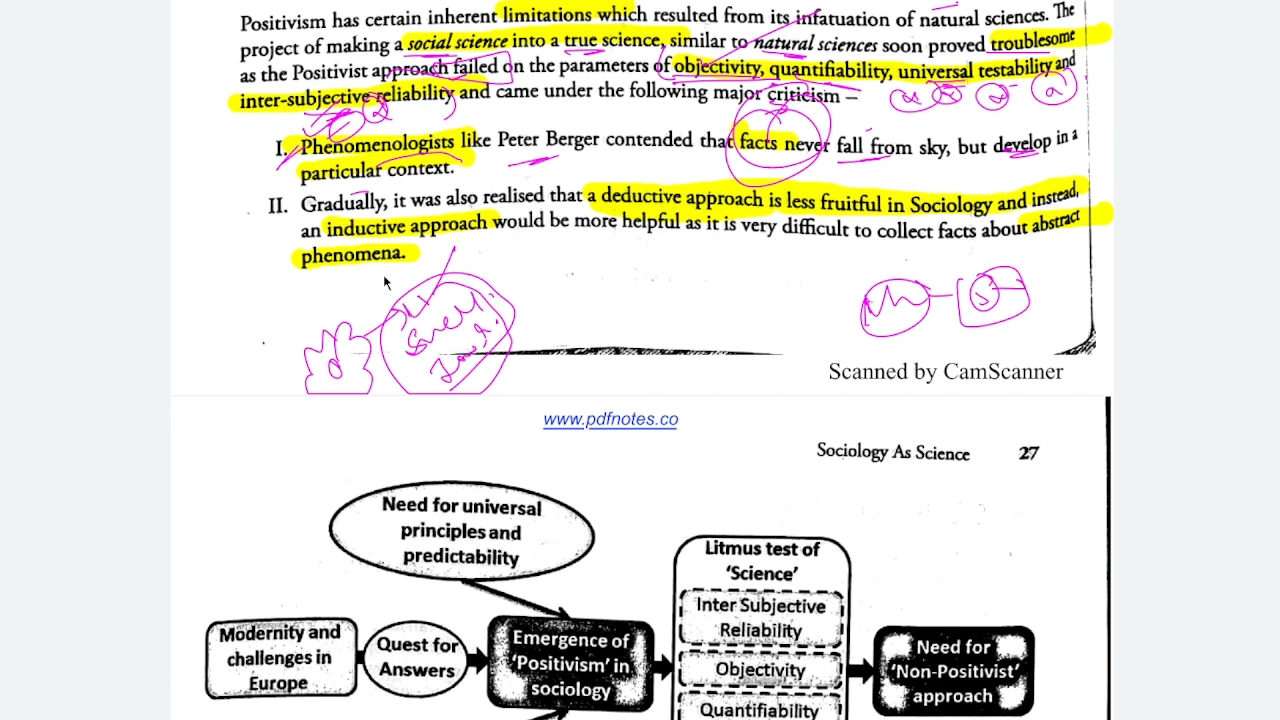 Positivism has certain inherent limitations which resulted from its infatuation of natural sciences. The
project of making a social science into a true science, similar to natural sciences soon proved troublesome
as the Positivist approach failed on the parameters of objectivity, quantifiability, universal testability and
inter-subjective reliability and came under the following major criticism –
I. Phenomenologists like Peter Berger contended that facts never fall from sky, but develop in a
particular context.
II. Gradually, it was also realised that a deductive approach is less fruitful in Sociology and instead,
an inductive approach would be more helpful as it is very difficult to collect facts about abstract
phenomena.
Scanned by CamScanner
www.pdfnotes.co
Sociology As Science 27
Need for universal
principles and
predictability
Litmus test of
‘Science’
Inter Subjective
Reliability
Modernity and
challenges in
Europe
Quest for
Answers
Emergence of
‘Positivism’ in
sociology
Objectivity
Need for
‘Non-Positivist’
approach
Quantifiability